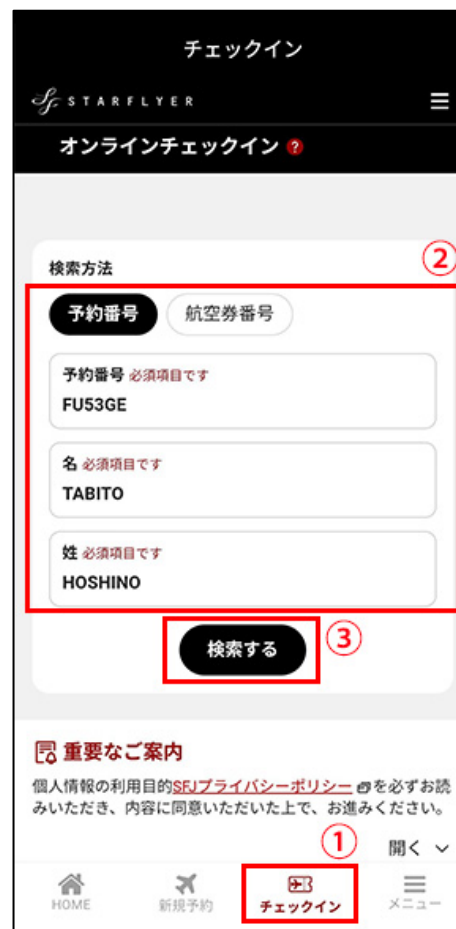 チェックイン
STARFLYER
オンラインチェックイン ?
②
検索方法
予約番号 航空券番号
予約番号 必須項目です
FU53GE
名 必須項目です
TABITO
姓 必須項目です
HOSHINO
検索する ③
重要なご案内
個人情報の利用目的SFJプライバシーポリシー を必ずお読
みいただき、内容に同意いただいた上で、お進みください。
①
開く
HOME 新規予約 チェックイン メニュー